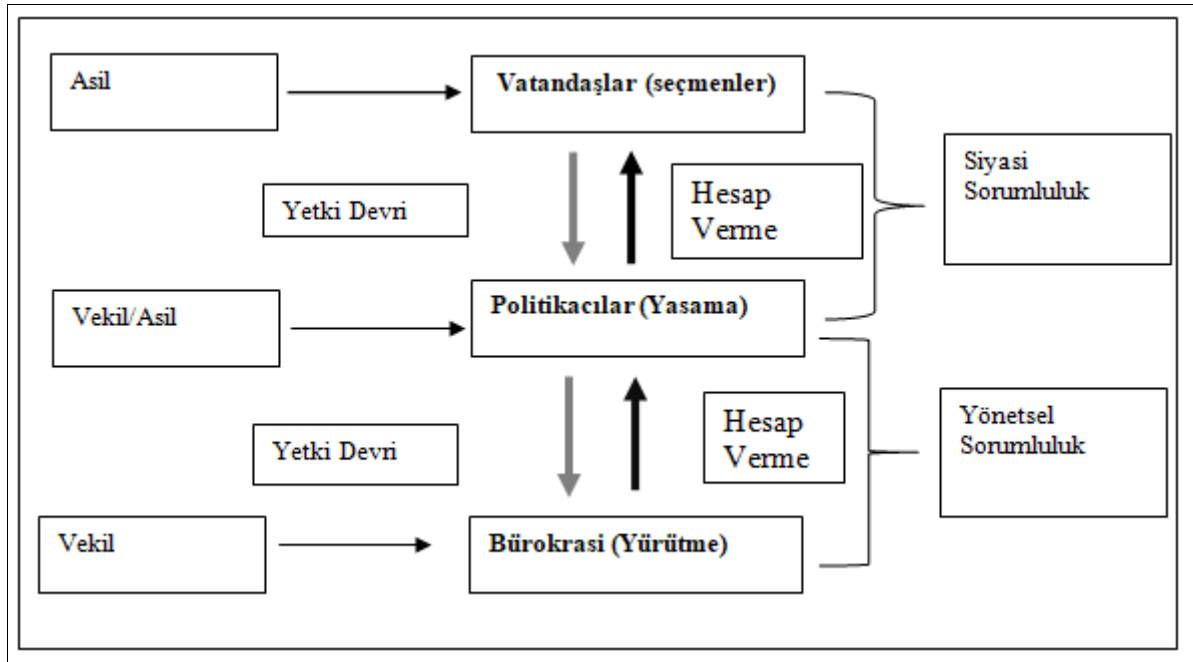 Asil
Vatandaşlar (seçmenler)
Yetki Devri
Hesap
Verme
Siyasi
Sorumluluk
Vekil/Asil
Politikacılar (Yasama)
Yetki Devri
Hesap
Verme
Yönetsel
Sorumluluk
Vekil
Bürokrasi (Yürütme)